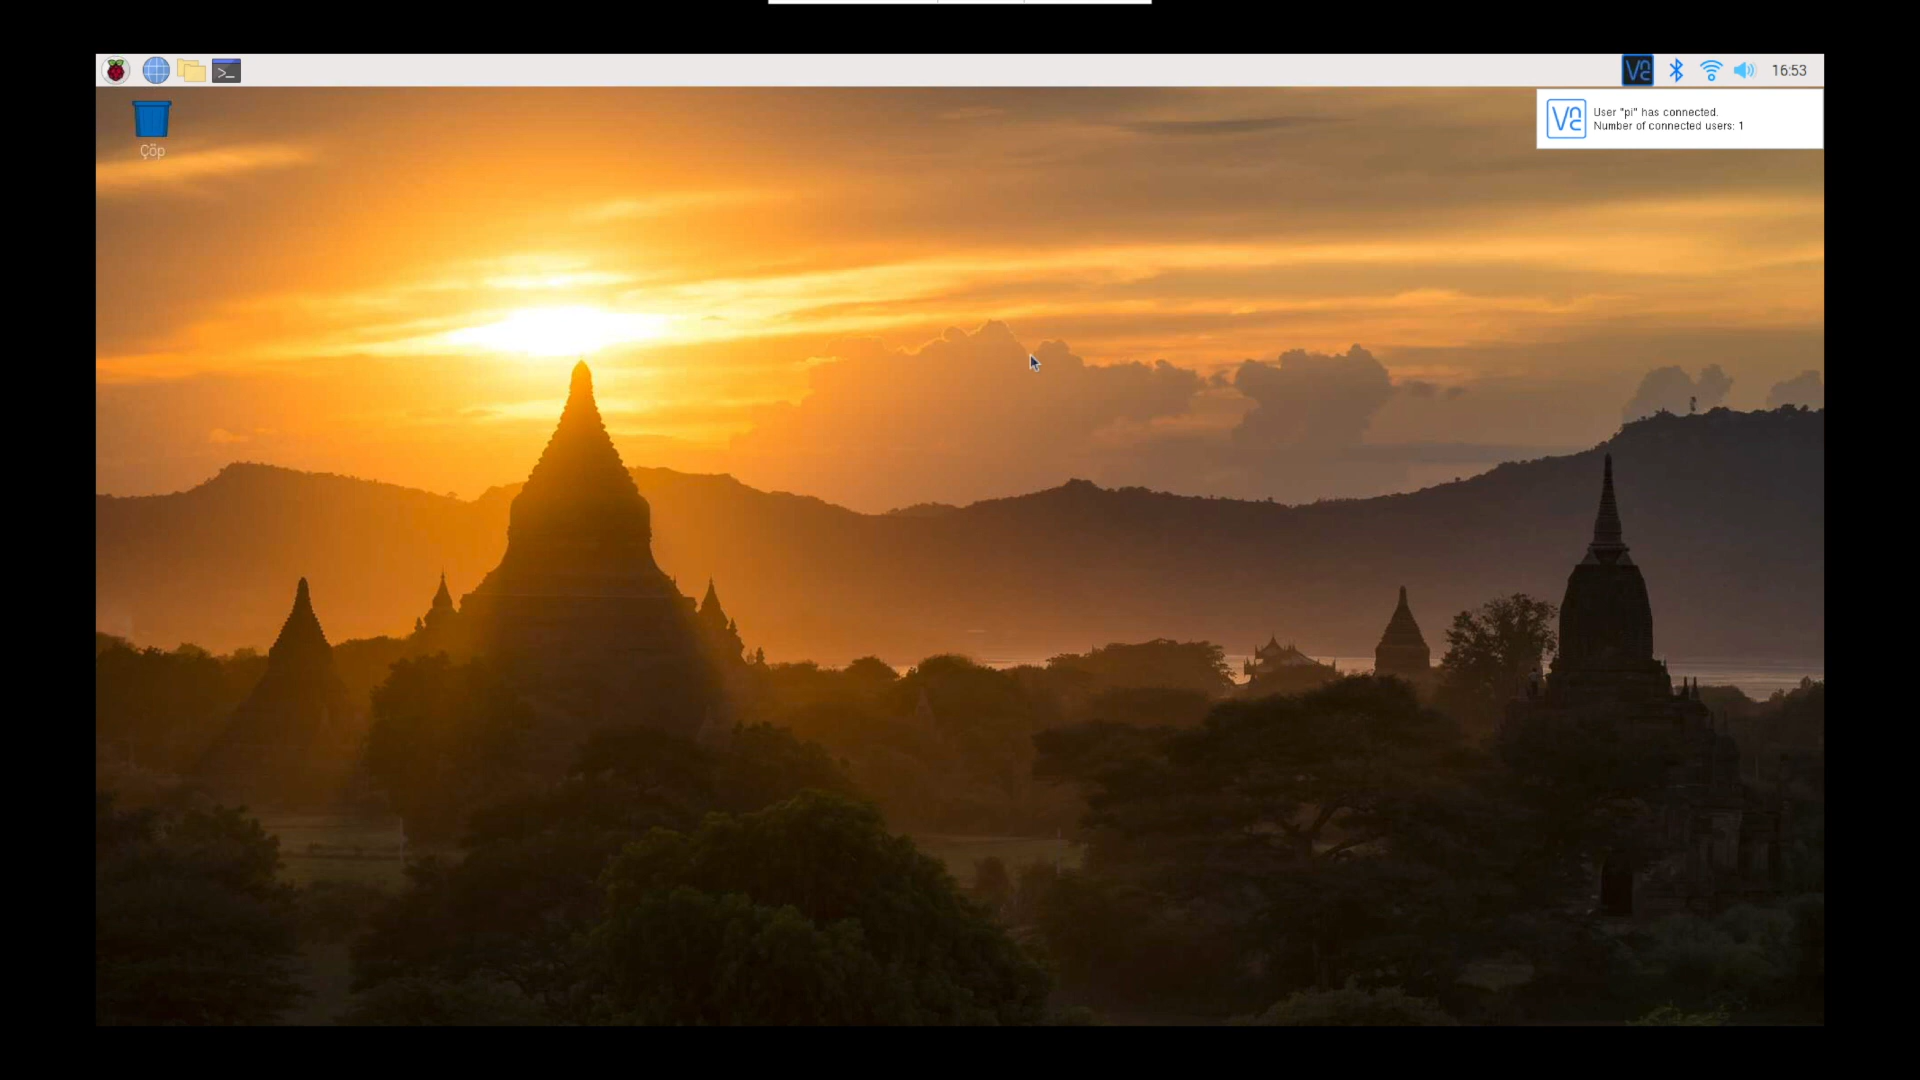 16:53
User "pi" has connected.
Number of connected users: 1
Çöp